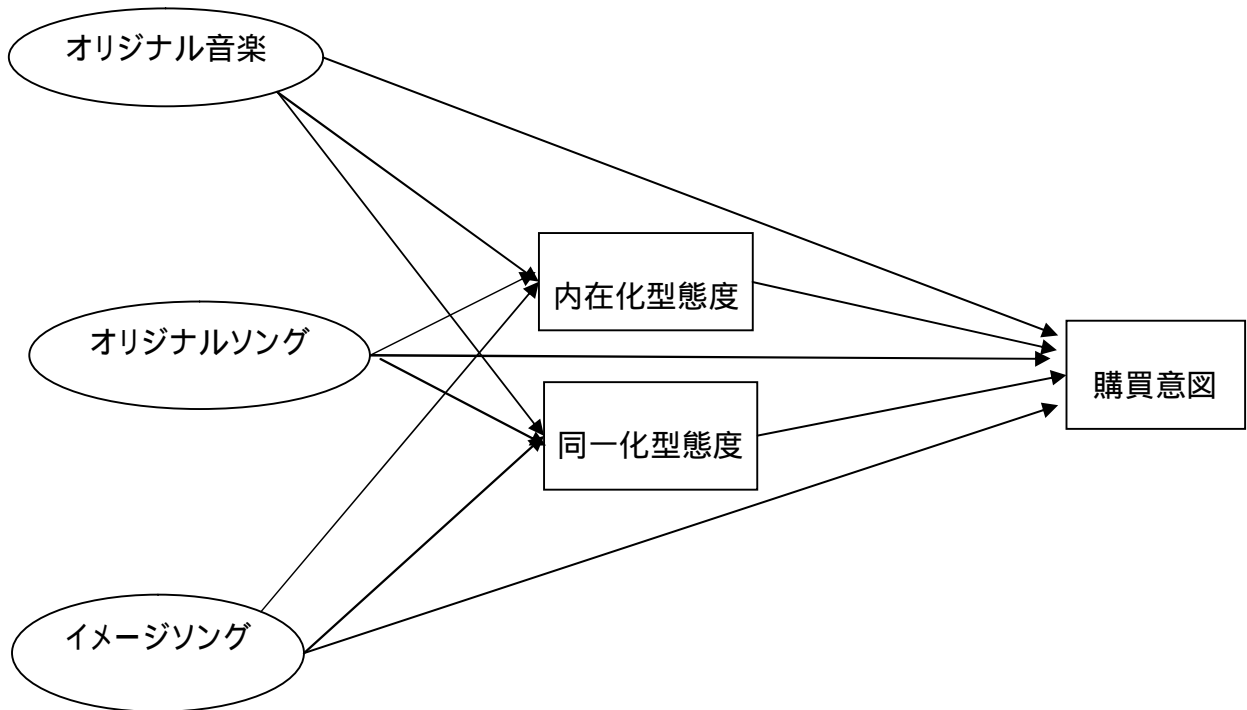 オリジナル音楽
内在化型態度
オリジナルソング
購買意図
同一化型態度
イメージソング